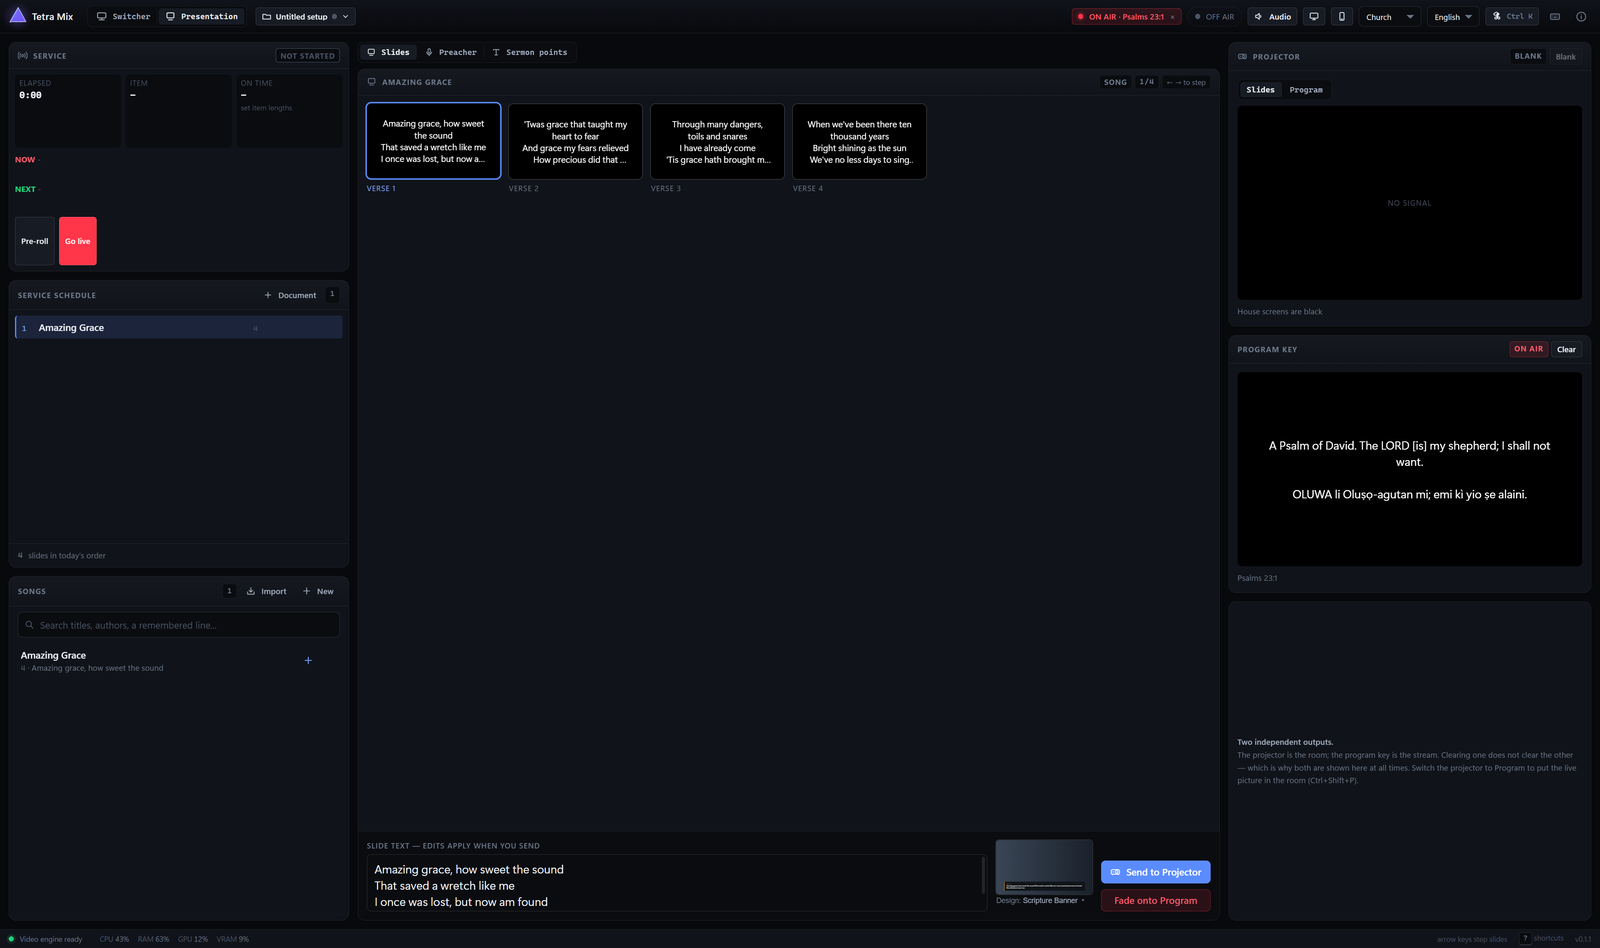 Tetra Mix
Switcher
Presentation
Untitled setup
ON AIR · Psalms 23:1 ×
OFF AIR
Audio
Church
English
Ctrl K
SERVICE
NOT STARTED
ELAPSED
0:00
ITEM
–
ON TIME
–
set item lengths
NOW -
NEXT -
Pre-roll
Go live
SERVICE SCHEDULE
+ Document
1
1 Amazing Grace 4
4 slides in today's order
SONGS
1
Import
+ New
Search titles, authors, a remembered line...
Amazing Grace
4 · Amazing grace, how sweet the sound
+
Slides
Preacher
Sermon points
AMAZING GRACE
SONG
1/4
← → to step
Amazing grace, how sweet
the sound
That saved a wretch like me
I once was lost, but now a...
VERSE 1
'Twas grace that taught my
heart to fear
And grace my fears relieved
How precious did that ...
VERSE 2
Through many dangers,
toils and snares
I have already come
'Tis grace hath brought m...
VERSE 3
When we've been there ten
thousand years
Bright shining as the sun
We've no less days to sing..
VERSE 4
SLIDE TEXT — EDITS APPLY WHEN YOU SEND
Amazing grace, how sweet the sound
That saved a wretch like me
I once was lost, but now am found
Design: Scripture Banner
Send to Projector
Fade onto Program
PROJECTOR
BLANK
Blank
Slides
Program
NO SIGNAL
House screens are black
PROGRAM KEY
ON AIR
Clear
A Psalm of David. The LORD [is] my shepherd; I shall not
want.
OLUWA li Olusọ-agutan mi; emi kì yio ṣe alaini.
Psalms 23:1
Two independent outputs.
The projector is the room; the program key is the stream. Clearing one does not clear the other
— which is why both are shown here at all times. Switch the projector to Program to put the live
picture in the room (Ctrl+Shift+P).
Video engine ready
CPU 43%
RAM 63%
GPU 12%
VRAM 9%
arrow keys step slides
? shortcuts
v0.1.1